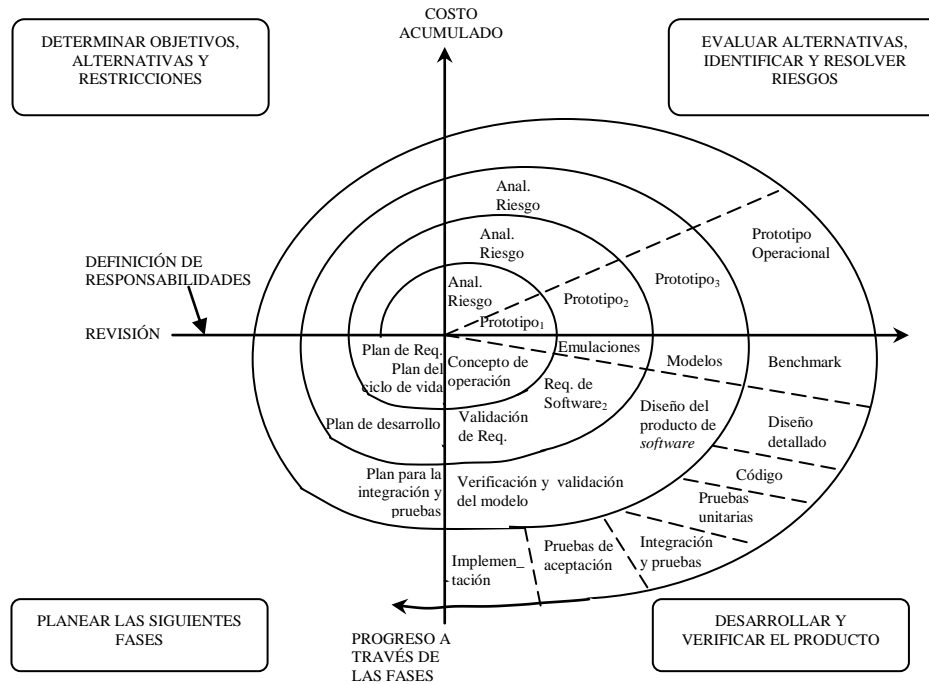 COSTO
ACUMULADO
DETERMINAR OBJETIVOS,
ALTERNATIVAS Y
RESTRICCIONES
EVALUAR ALTERNATIVAS,
IDENTIFICAR Y RESOLVER
RIESGOS
Anal.
Riesgo
Anal.
Riesgo
Anal.
Riesgo
Prototipo
Operacional
Prototipo₃
Prototipo₂
Prototipo₁
DEFINICIÓN DE
RESPONSABILIDADES
REVISIÓN
Plan de Req.
Plan del
ciclo de vida
Concepto de
operación
Emulaciones
Modelos
Benchmark
Req. de
Software₂
Plan de desarrollo
Validación
de Req.
Diseño del
producto de
software
Diseño
detallado
Código
Plan para la
integración y
pruebas
Verificación y validación
del modelo
Pruebas
unitarias
Integración
y pruebas
Pruebas de
aceptación
Implemen_
-tación
PLANEAR LAS SIGUIENTES
FASES
DESARROLLAR Y
VERIFICAR EL PRODUCTO
PROGRESO A
TRAVÉS DE
LAS FASES